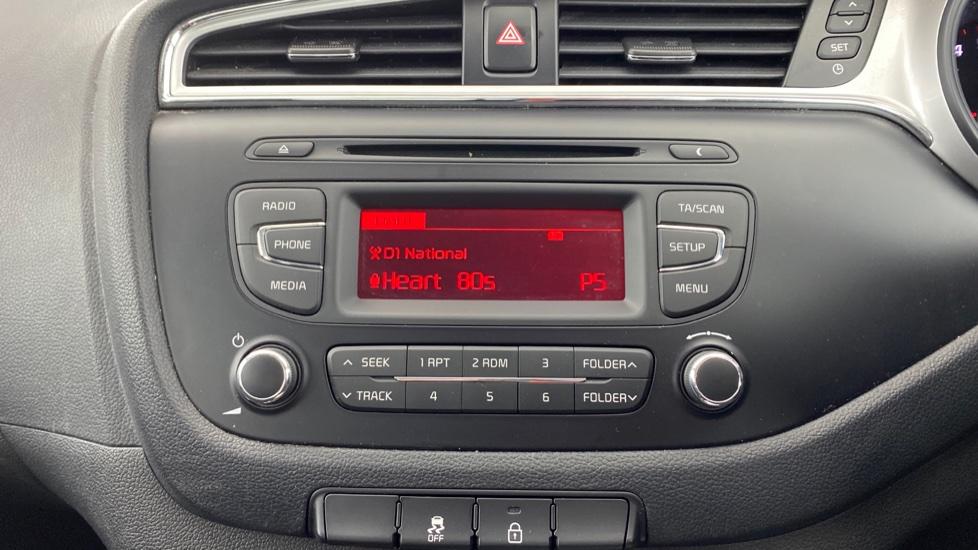 SET
RADIO
PHONE
MEDIA
D1 National
Heart 80s P5
TA/SCAN
SETUP
MENU
SEEK 1 RPT 2 RDM 3 FOLDER
TRACK 4 5 6 FOLDER
OFF